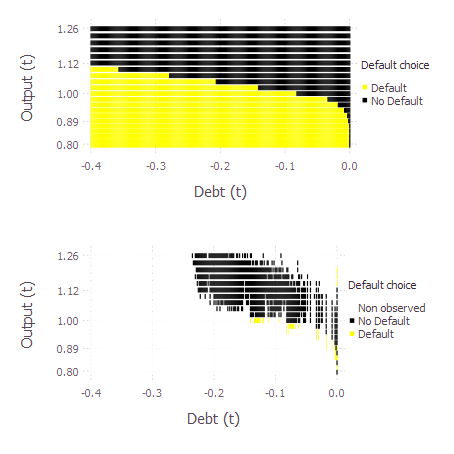 1.26
1.12
1.00
0.89
0.80
Output (t)
-0.4
-0.3
-0.2
-0.1
0.0
Debt (t)
Default choice
Default
No Default
1.26
1.12
1.00
0.89
0.80
Output (t)
-0.4
-0.3
-0.2
-0.1
0.0
Debt (t)
Default choice
Non observed
No Default
Default